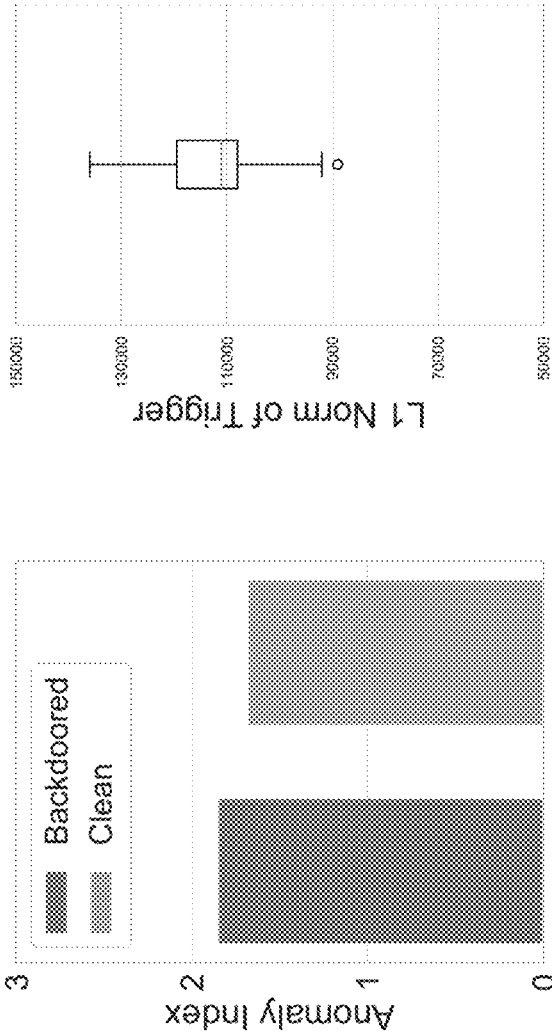 3
2
1
0
Anomaly Index
Backdoored
Clean
150000
130000
110000
90000
70000
50000
L1 Norm of Trigger